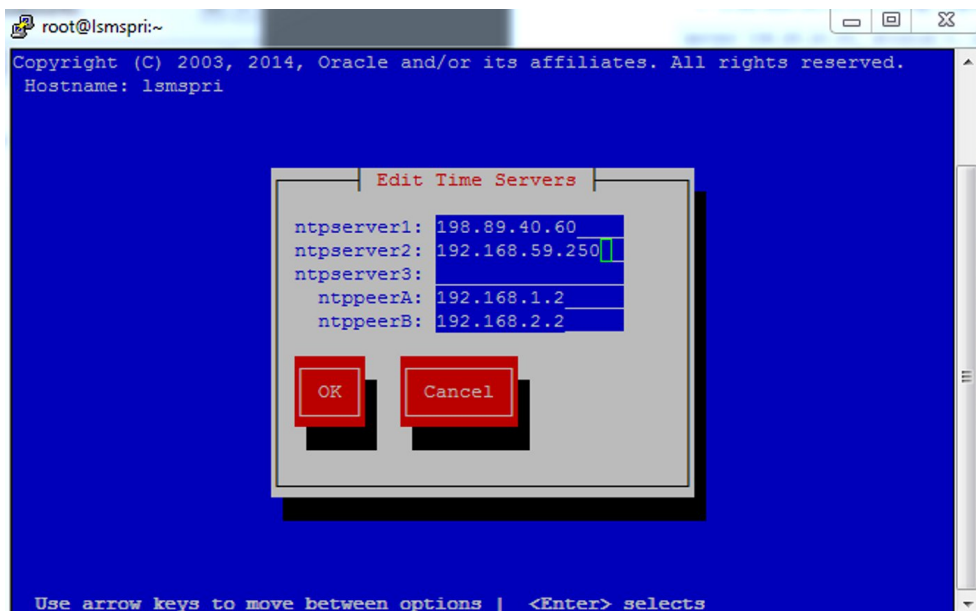 root@lsmspri:~
Copyright (C) 2003, 2014, Oracle and/or its affiliates. All rights reserved.
Hostname: lsmspri
Edit Time Servers
ntpserver1: 198.89.40.60
ntpserver2: 192.168.59.250
ntpserver3:
ntppeerA: 192.168.1.2
ntppeerB: 192.168.2.2
OK Cancel
Use arrow keys to move between options | <Enter> selects